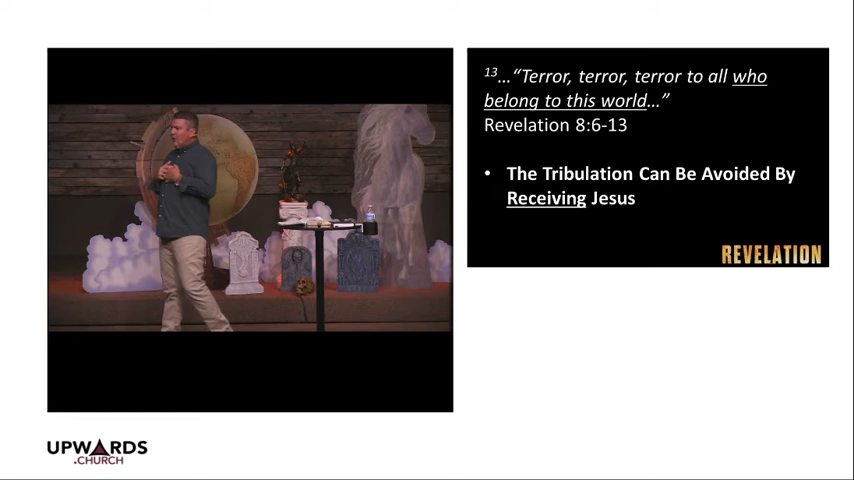 13…“Terror, terror, terror to all who
belong to this world…”
Revelation 8:6-13
• The Tribulation Can Be Avoided By
Receiving Jesus
REVELATION
UPWARDS
.CHURCH